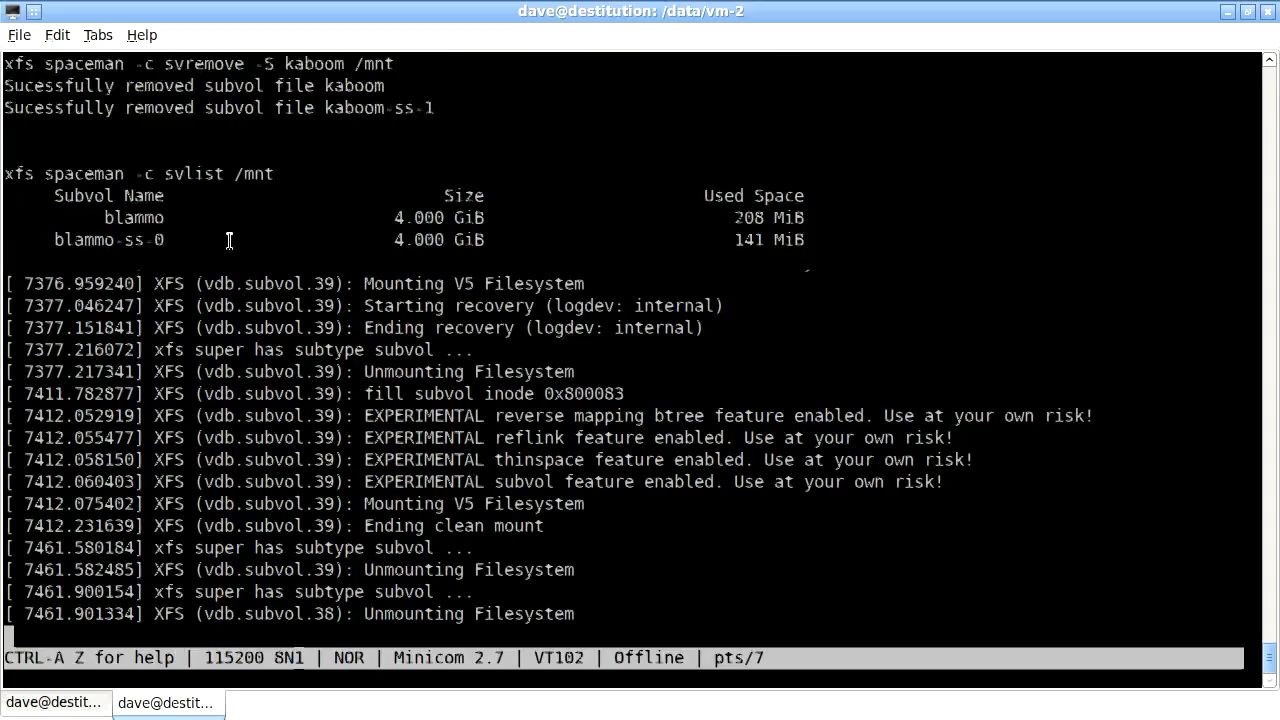 dave@destitution: /data/vm-2
File Edit Tabs Help
xfs spaceman -c svremove -S kaboom /mnt
Sucessfully removed subvol file kaboom
Sucessfully removed subvol file kaboom-ss-1
xfs spaceman -c svlist /mnt
Subvol Name Size Used Space
blammo 4.000 GiB 208 MiB
blammo-ss-0 4.000 GiB 141 MiB
[ 7376.959240] XFS (vdb.subvol.39): Mounting V5 Filesystem
[ 7377.046247] XFS (vdb.subvol.39): Starting recovery (logdev: internal)
[ 7377.151841] XFS (vdb.subvol.39): Ending recovery (logdev: internal)
[ 7377.216072] xfs super has subtype subvol ...
[ 7377.217341] XFS (vdb.subvol.39): Unmounting Filesystem
[ 7411.782877] XFS (vdb.subvol.39): fill subvol inode 0x800083
[ 7412.052919] XFS (vdb.subvol.39): EXPERIMENTAL reverse mapping btree feature enabled. Use at your own risk!
[ 7412.055477] XFS (vdb.subvol.39): EXPERIMENTAL reflink feature enabled. Use at your own risk!
[ 7412.058150] XFS (vdb.subvol.39): EXPERIMENTAL thinspace feature enabled. Use at your own risk!
[ 7412.060403] XFS (vdb.subvol.39): EXPERIMENTAL subvol feature enabled. Use at your own risk!
[ 7412.075402] XFS (vdb.subvol.39): Mounting V5 Filesystem
[ 7412.231639] XFS (vdb.subvol.39): Ending clean mount
[ 7461.580184] xfs super has subtype subvol ...
[ 7461.582485] XFS (vdb.subvol.39): Unmounting Filesystem
[ 7461.900154] xfs super has subtype subvol ...
[ 7461.901334] XFS (vdb.subvol.38): Unmounting Filesystem
CTRL-A Z for help | 115200 8N1 | NOR | Minicom 2.7 | VT102 | Offline | pts/7
dave@destit... dave@destit...